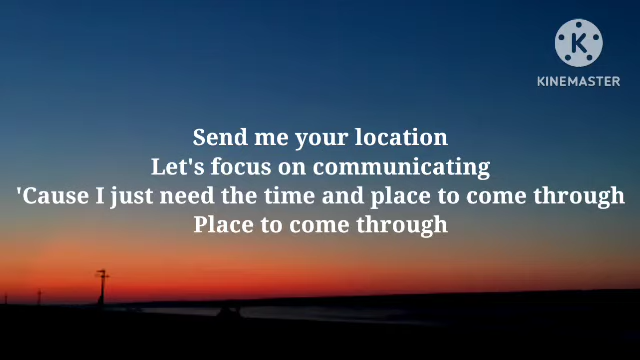 KINEMASTER
Send me your location
Let's focus on communicating
'Cause I just need the time and place to come through
Place to come through